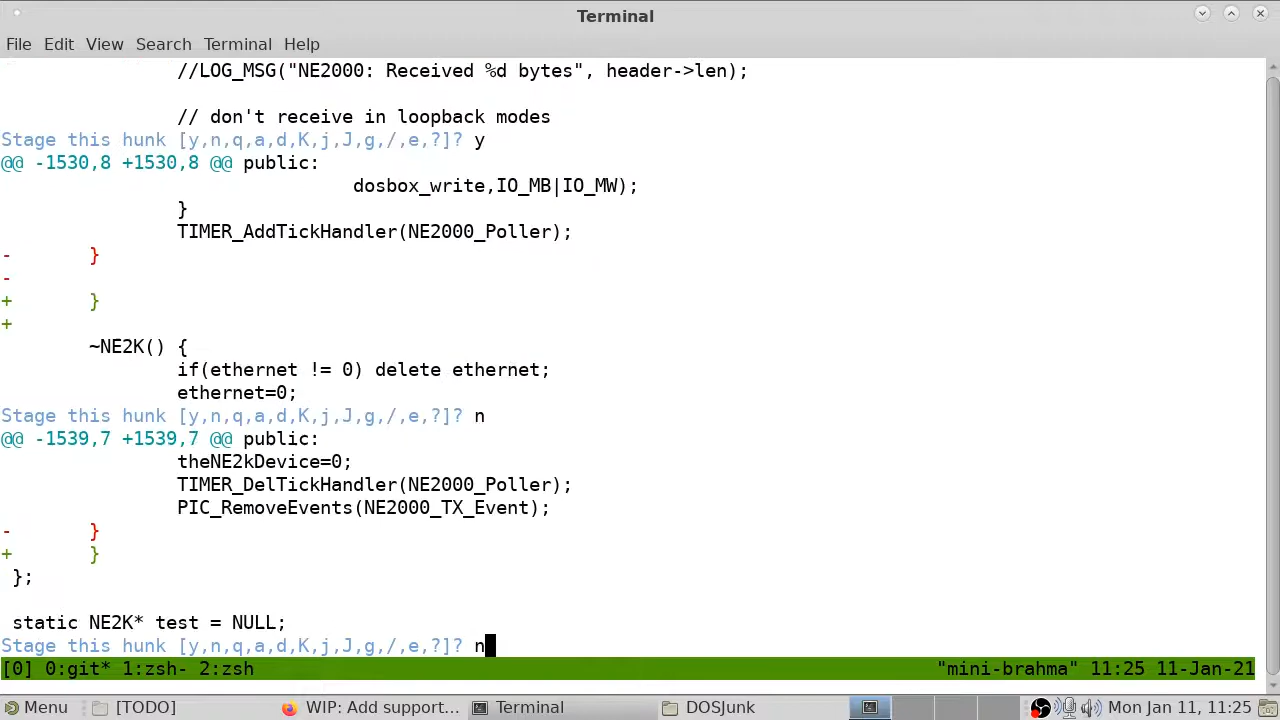 Terminal
File Edit View Search Terminal Help
//LOG_MSG("NE2000: Received %d bytes", header->len);
// don't receive in loopback modes
Stage this hunk [y,n,q,a,d,K,j,J,g,/,e,?]? y
@@ -1530,8 +1530,8 @@ public:
dosbox_write,IO_MB|IO_MW);
}
TIMER_AddTickHandler(NE2000_Poller);
-       }
-
+       }
+
~NE2K() {
if(ethernet != 0) delete ethernet;
ethernet=0;
Stage this hunk [y,n,q,a,d,K,j,J,g,/,e,?]? n
@@ -1539,7 +1539,7 @@ public:
theNE2kDevice=0;
TIMER_DelTickHandler(NE2000_Poller);
PIC_RemoveEvents(NE2000_TX_Event);
-       }
+       }
};
static NE2K* test = NULL;
Stage this hunk [y,n,q,a,d,K,j,J,g,/,e,?]? n
[0] 0:git* 1:zsh- 2:zsh "mini-brahma" 11:25 11-Jan-21
Menu [TODO] WIP: Add support... Terminal DOSJunk Mon Jan 11, 11:25